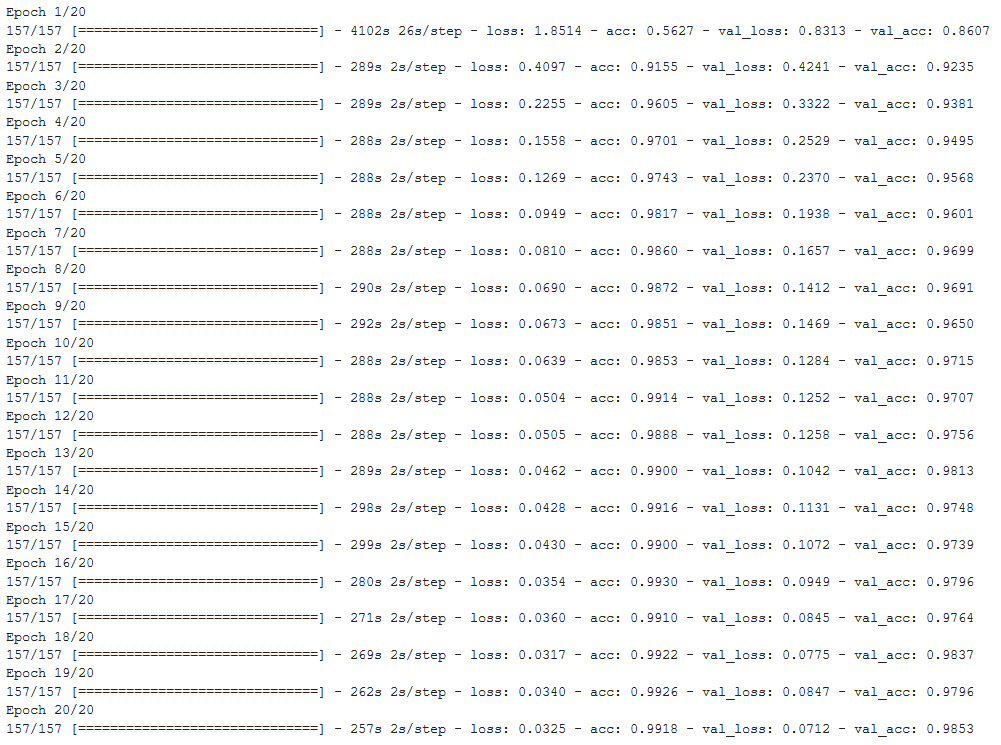 Epoch 1/20
157/157 [==============================] - 4102s 26s/step - loss: 1.8514 - acc: 0.5627 - val_loss: 0.8313 - val_acc: 0.8607
Epoch 2/20
157/157 [==============================] - 289s 2s/step - loss: 0.4097 - acc: 0.9155 - val_loss: 0.4241 - val_acc: 0.9235
Epoch 3/20
157/157 [==============================] - 289s 2s/step - loss: 0.2255 - acc: 0.9605 - val_loss: 0.3322 - val_acc: 0.9381
Epoch 4/20
157/157 [==============================] - 288s 2s/step - loss: 0.1558 - acc: 0.9701 - val_loss: 0.2529 - val_acc: 0.9495
Epoch 5/20
157/157 [==============================] - 288s 2s/step - loss: 0.1269 - acc: 0.9743 - val_loss: 0.2370 - val_acc: 0.9568
Epoch 6/20
157/157 [==============================] - 288s 2s/step - loss: 0.0949 - acc: 0.9817 - val_loss: 0.1938 - val_acc: 0.9601
Epoch 7/20
157/157 [==============================] - 288s 2s/step - loss: 0.0810 - acc: 0.9860 - val_loss: 0.1657 - val_acc: 0.9699
Epoch 8/20
157/157 [==============================] - 290s 2s/step - loss: 0.0690 - acc: 0.9872 - val_loss: 0.1412 - val_acc: 0.9691
Epoch 9/20
157/157 [==============================] - 292s 2s/step - loss: 0.0673 - acc: 0.9851 - val_loss: 0.1469 - val_acc: 0.9650
Epoch 10/20
157/157 [==============================] - 288s 2s/step - loss: 0.0639 - acc: 0.9853 - val_loss: 0.1284 - val_acc: 0.9715
Epoch 11/20
157/157 [==============================] - 288s 2s/step - loss: 0.0504 - acc: 0.9914 - val_loss: 0.1252 - val_acc: 0.9707
Epoch 12/20
157/157 [==============================] - 288s 2s/step - loss: 0.0505 - acc: 0.9888 - val_loss: 0.1258 - val_acc: 0.9756
Epoch 13/20
157/157 [==============================] - 289s 2s/step - loss: 0.0462 - acc: 0.9900 - val_loss: 0.1042 - val_acc: 0.9813
Epoch 14/20
157/157 [==============================] - 298s 2s/step - loss: 0.0428 - acc: 0.9916 - val_loss: 0.1131 - val_acc: 0.9748
Epoch 15/20
157/157 [==============================] - 299s 2s/step - loss: 0.0430 - acc: 0.9900 - val_loss: 0.1072 - val_acc: 0.9739
Epoch 16/20
157/157 [==============================] - 280s 2s/step - loss: 0.0354 - acc: 0.9930 - val_loss: 0.0949 - val_acc: 0.9796
Epoch 17/20
157/157 [==============================] - 271s 2s/step - loss: 0.0360 - acc: 0.9910 - val_loss: 0.0845 - val_acc: 0.9764
Epoch 18/20
157/157 [==============================] - 269s 2s/step - loss: 0.0317 - acc: 0.9922 - val_loss: 0.0775 - val_acc: 0.9837
Epoch 19/20
157/157 [==============================] - 262s 2s/step - loss: 0.0340 - acc: 0.9926 - val_loss: 0.0847 - val_acc: 0.9796
Epoch 20/20
157/157 [==============================] - 257s 2s/step - loss: 0.0325 - acc: 0.9918 - val_loss: 0.0712 - val_acc: 0.9853